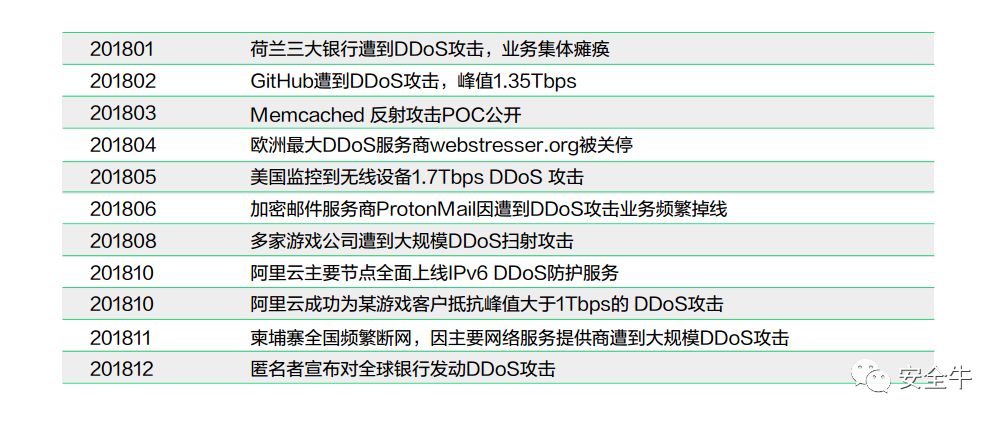 201801 荷兰三大银行遭到DDoS攻击，业务集体瘫痪
201802 GitHub遭到DDoS攻击，峰值1.35Tbps
201803 Memcached 反射攻击POC公开
201804 欧洲最大DDoS服务商webstresser.org被关停
201805 美国监控到无线设备1.7Tbps DDoS 攻击
201806 加密邮件服务商ProtonMail因遭到DDoS攻击业务频繁掉线
201808 多家游戏公司遭到大规模DDoS扫射攻击
201810 阿里云主要节点全面上线IPv6 DDoS防护服务
201810 阿里云成功为某游戏客户抵抗峰值大于1Tbps的 DDoS攻击
201811 柬埔寨全国频繁断网，因主要网络服务提供商遭到大规模DDoS攻击
201812 匿名者宣布对全球银行发动DDoS攻击
安全牛